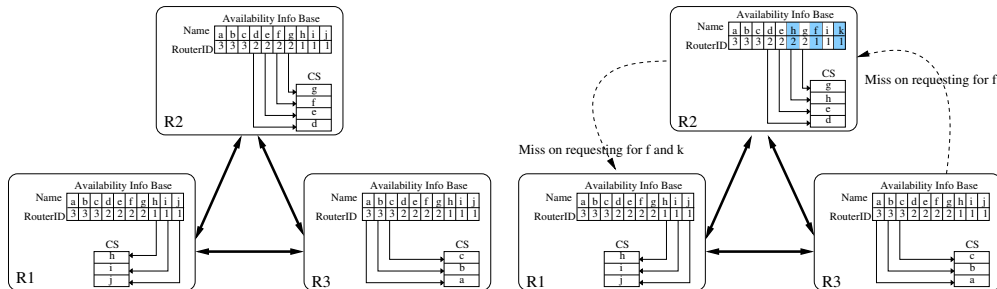 Availability Info Base
Name a b c d e f g h i j
RouterID 3 3 3 2 2 2 2 1 1 1
CS
g
f
e
d
R2
Availability Info Base
Name a b c d e f g h i j
RouterID 3 3 3 2 2 2 2 1 1 1
CS
h
i
j
R1
Availability Info Base
Name a b c d e f g h i j
RouterID 3 3 3 2 2 2 2 1 1 1
CS
c
b
a
R3
Availability Info Base
Name a b c d e h g f i k
RouterID 3 3 3 2 2 2 2 1 1 1
CS
g
h
e
d
R2
Miss on requesting for f
Miss on requesting for f and k
Availability Info Base
Name a b c d e f g h i j
RouterID 3 3 3 2 2 2 2 1 1 1
CS
h
i
j
R1
Availability Info Base
Name a b c d e f g h i j
RouterID 3 3 3 2 2 2 2 1 1 1
CS
c
b
a
R3